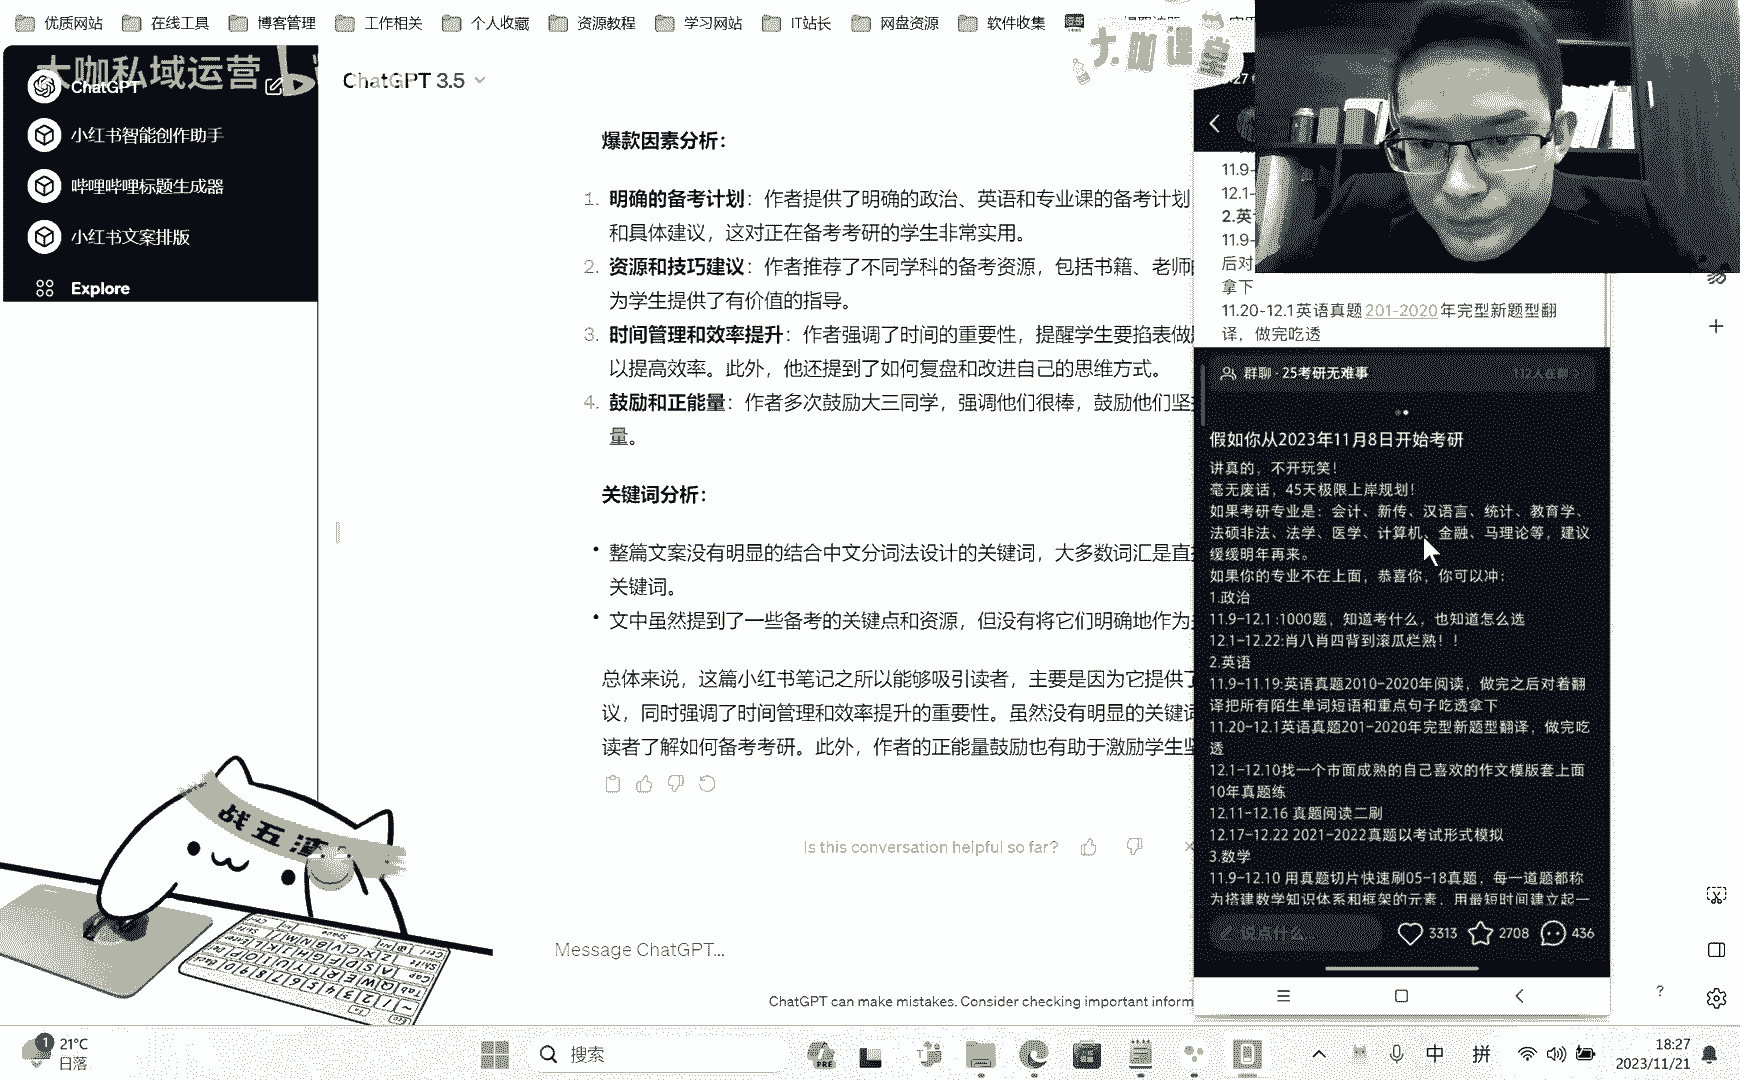 优质网站 在线工具 博客管理 工作相关 个人收藏 资源教程 学习网站 IT站长 网盘资源 软件收集
大咖私域运营
大咖课堂
ChatGPT
小红书智能创作助手
哔哩哔哩标题生成器
小红书文案排版
Explore
ChatGPT 3.5
爆款因素分析：
1. 明确的备考计划：作者提供了明确的政治、英语和专业课的备考计划
和具体建议，这对正在备考考研的学生非常实用。
2. 资源和技巧建议：作者推荐了不同学科的备考资源，包括书籍、老师
为学生提供了有价值的指导。
3. 时间管理和效率提升：作者强调了时间的重要性，提醒学生要掐表做
以提高效率。此外，他还提到了如何复盘和改进自己的思维方式。
4. 鼓励和正能量：作者多次鼓励大三同学，强调他们很棒，鼓励他们坚
量。
关键词分析：
• 整篇文案没有明显的结合中文分词法设计的关键词，大多数词汇是直
关键词。
• 文中虽然提到了一些备考的关键点和资源，但没有将它们明确地作为
总体来说，这篇小红书笔记之所以能够吸引读者，主要是因为它提供了
议，同时强调了时间管理和效率提升的重要性。虽然没有明显的关键词
读者了解如何备考考研。此外，作者的正能量鼓励也有助于激励学生坚
Is this conversation helpful so far?
Message ChatGPT...
ChatGPT can make mistakes. Consider checking important inform
11.9-
12.1-
2.英
11.9-
后对
拿下
11.20-12.1英语真题201-2020年完型新题型翻
译，做完吃透
群聊 · 25考研无难事 112人在聊
假如你从2023年11月8日开始考研
讲真的，不开玩笑！
毫无废话，45天极限上岸规划！
如果考研专业是：会计、新传、汉语言、统计、教育学、
法硕非法、法学、医学、计算机、金融、马理论等，建议
缓缓明年再来。
如果你的专业不在上面，恭喜你，你可以冲：
1.政治
11.9-12.1 :1000题，知道考什么，也知道怎么选
12.1-12.22:肖八肖四背到滚瓜烂熟！！
2.英语
11.9-11.19:英语真题2010-2020年阅读，做完之后对着翻
译把所有陌生单词短语和重点句子吃透拿下
11.20-12.1英语真题201-2020年完型新题型翻译，做完吃
透
12.1-12.10找一个市面成熟的自己喜欢的作文模版套上面
10年真题练
12.11-12.16 真题阅读二刷
12.17-12.22 2021-2022真题以考试形式模拟
3.数学
11.9-12.10 用真题切片快速刷05-18真题，每一道题都称
为搭建数学知识体系和框架的元素，用最短时间建立起一
说点什么... 3313 2708 436
战五渣
1
21°C
日落
搜索
中 拼
18:27
2023/11/21